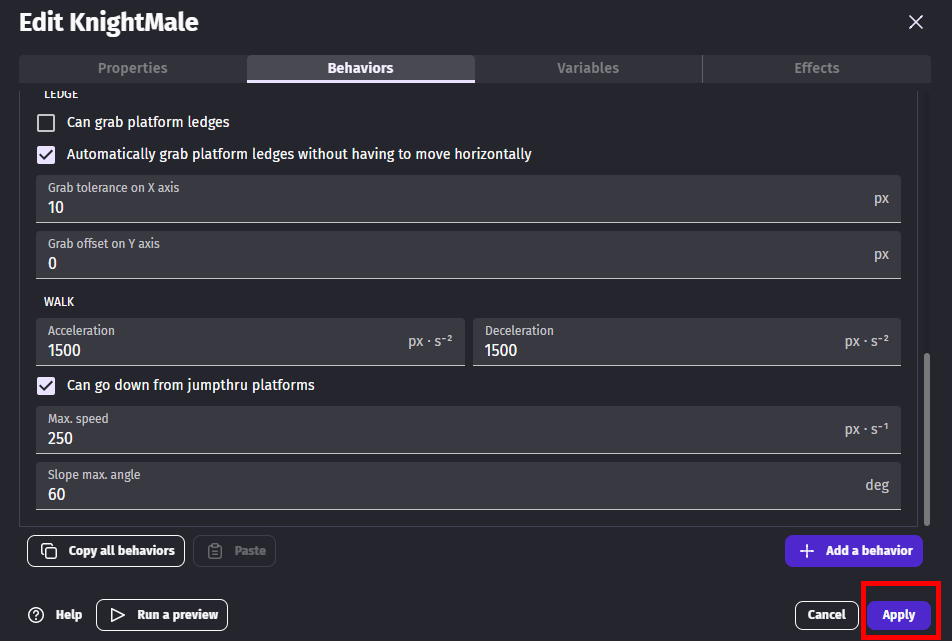 Edit KnightMale
Properties Behaviors Variables Effects
LEDGE
Can grab platform ledges
Automatically grab platform ledges without having to move horizontally
Grab tolerance on X axis
10 px
Grab offset on Y axis
0 px
WALK
Acceleration Deceleration
1500 px · s⁻² 1500 px · s⁻²
Can go down from jumpthru platforms
Max. speed
250 px · s⁻¹
Slope max. angle
60 deg
Copy all behaviors Paste Add a behavior
Help Run a preview Cancel Apply